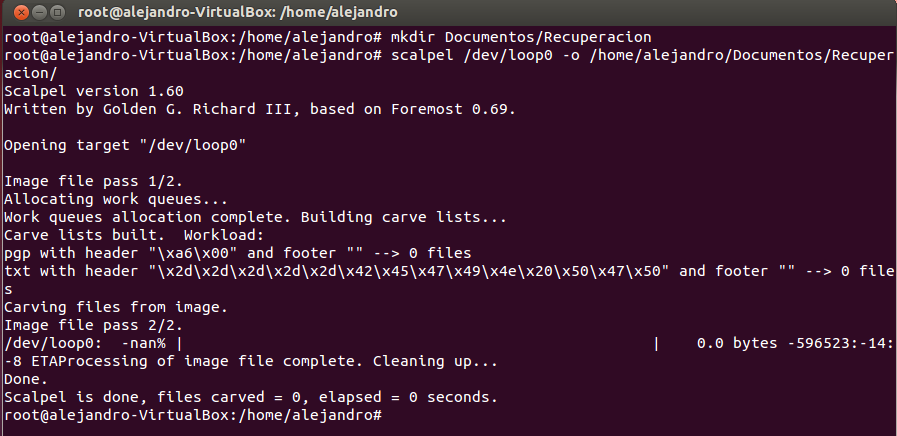 root@alejandro-VirtualBox: /home/alejandro
root@alejandro-VirtualBox:/home/alejandro# mkdir Documentos/Recuperacion
root@alejandro-VirtualBox:/home/alejandro# scalpel /dev/loop0 -o /home/alejandro/Documentos/Recuper
acion/
Scalpel version 1.60
Written by Golden G. Richard III, based on Foremost 0.69.
Opening target "/dev/loop0"
Image file pass 1/2.
Allocating work queues...
Work queues allocation complete. Building carve lists...
Carve lists built.  Workload:
pgp with header "\xa6\x00" and footer "" --> 0 files
txt with header "\x2d\x2d\x2d\x2d\x2d\x42\x45\x47\x49\x4e\x20\x50\x47\x50" and footer "" --> 0 file
s
Carving files from image.
Image file pass 2/2.
/dev/loop0:  -nan% |                                                    |    0.0 bytes -596523:-14:
-8 ETAProcessing of image file complete. Cleaning up...
Done.
Scalpel is done, files carved = 0, elapsed = 0 seconds.
root@alejandro-VirtualBox:/home/alejandro#